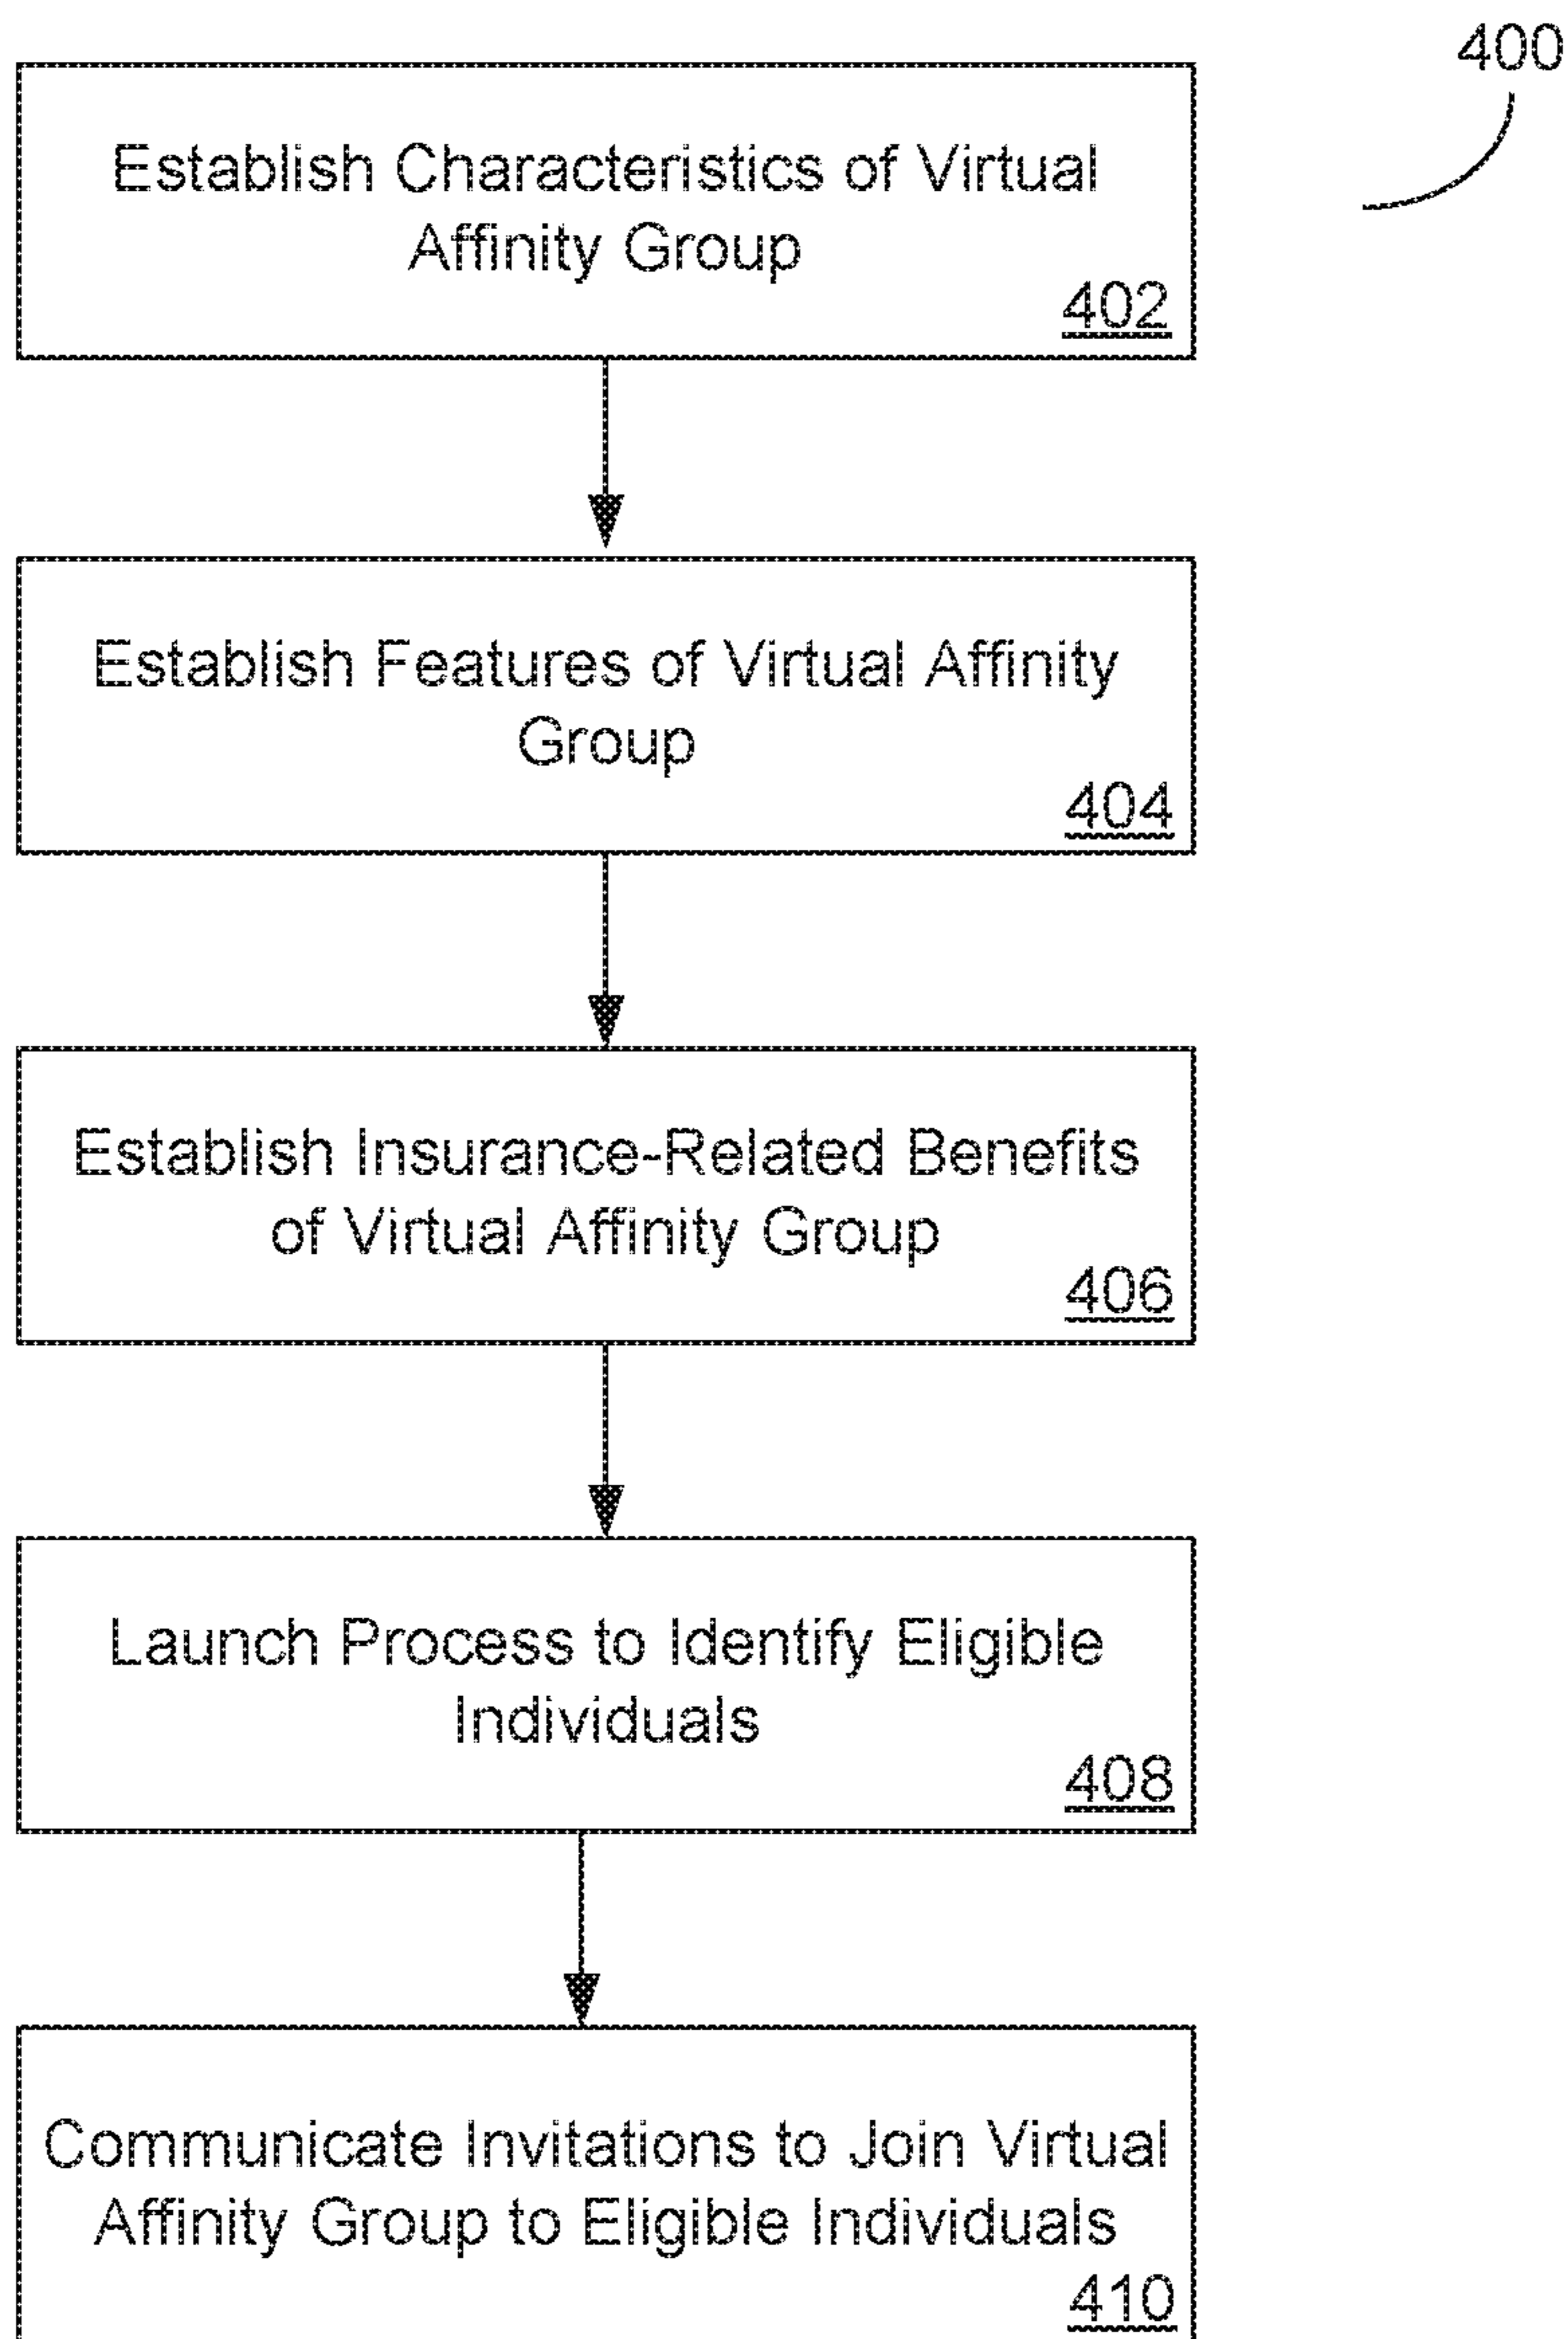 400
Establish Characteristics of Virtual
Affinity Group
402
Establish Features of Virtual Affinity
Group
404
Establish Insurance-Related Benefits
of Virtual Affinity Group
406
Launch Process to Identify Eligible
Individuals
408
Communicate Invitations to Join Virtual
Affinity Group to Eligible Individuals
410